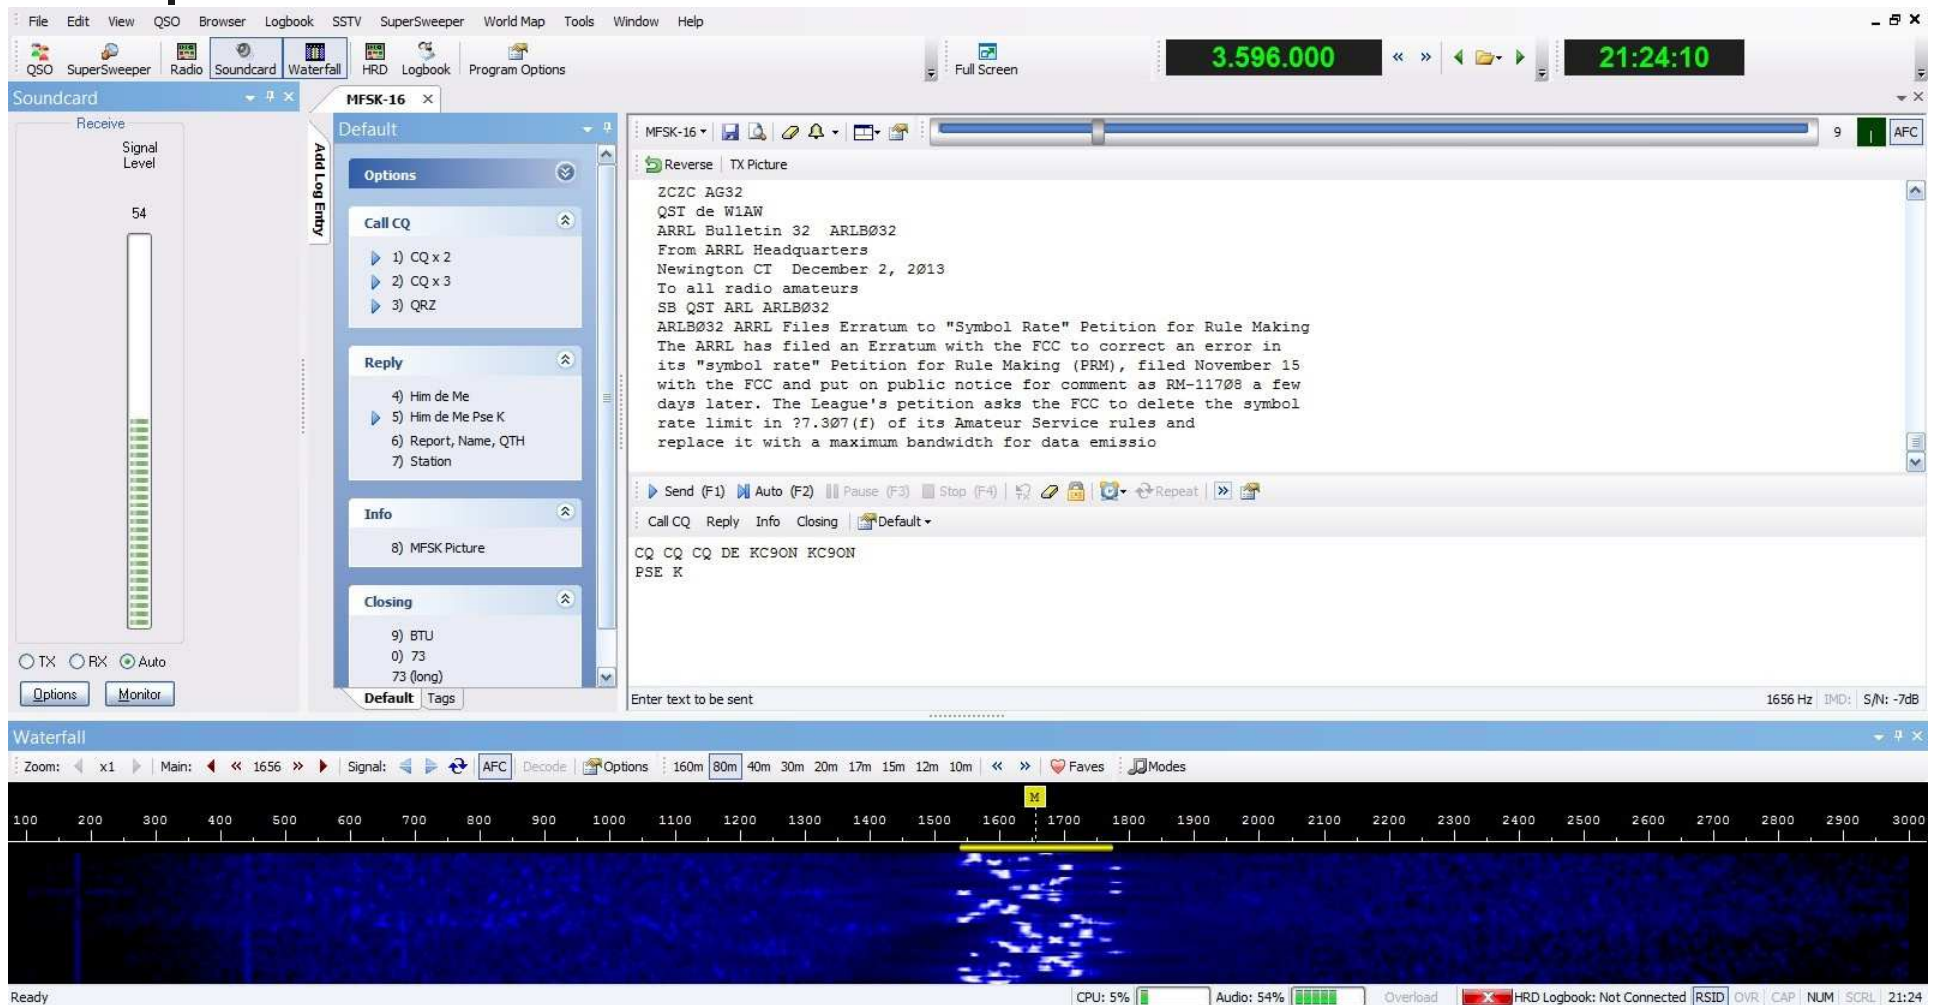 File Edit View QSO Browser Logbook SSTV SuperSweeper World Map Tools Window Help
QSO SuperSweeper Radio Soundcard Waterfall HRD Logbook Program Options Full Screen 3.596.000 21:24:10
Soundcard
Receive
Signal
Level
54
TX RX Auto
Options Monitor
MFSK-16
Add Log Entry
Default
Options
Call CQ
1) CQ x 2
2) CQ x 3
3) QRZ
Reply
4) Him de Me
5) Him de Me Pse K
6) Report, Name, QTH
7) Station
Info
8) MFSK Picture
Closing
9) BTU
0) 73
73 (long)
Default Tags
MFSK-16 9 AFC
Reverse TX Picture
ZCZC AG32
QST de W1AW
ARRL Bulletin 32 ARLBØ32
From ARRL Headquarters
Newington CT December 2, 2Ø13
To all radio amateurs
SB QST ARL ARLBØ32
ARLBØ32 ARRL Files Erratum to "Symbol Rate" Petition for Rule Making
The ARRL has filed an Erratum with the FCC to correct an error in
its "symbol rate" Petition for Rule Making (PRM), filed November 15
with the FCC and put on public notice for comment as RM-117Ø8 a few
days later. The League's petition asks the FCC to delete the symbol
rate limit in ?7.3Ø7(f) of its Amateur Service rules and
replace it with a maximum bandwidth for data emissio
Send (F1) Auto (F2) Pause (F3) Stop (F4) Repeat
Call CQ Reply Info Closing Default
CQ CQ CQ DE KC9ON KC9ON
PSE K
Enter text to be sent 1656 Hz IMD: S/N: -7dB
Waterfall
Zoom: x1 Main: 1656 Signal: AFC Decode Options 160m 80m 40m 30m 20m 17m 15m 12m 10m Faves Modes
M
100 200 300 400 500 600 700 800 900 1000 1100 1200 1300 1400 1500 1600 1700 1800 1900 2000 2100 2200 2300 2400 2500 2600 2700 2800 2900 3000
Ready CPU: 5% Audio: 54% Overload HRD Logbook: Not Connected RSID OVR CAP NUM SCRL 21:24